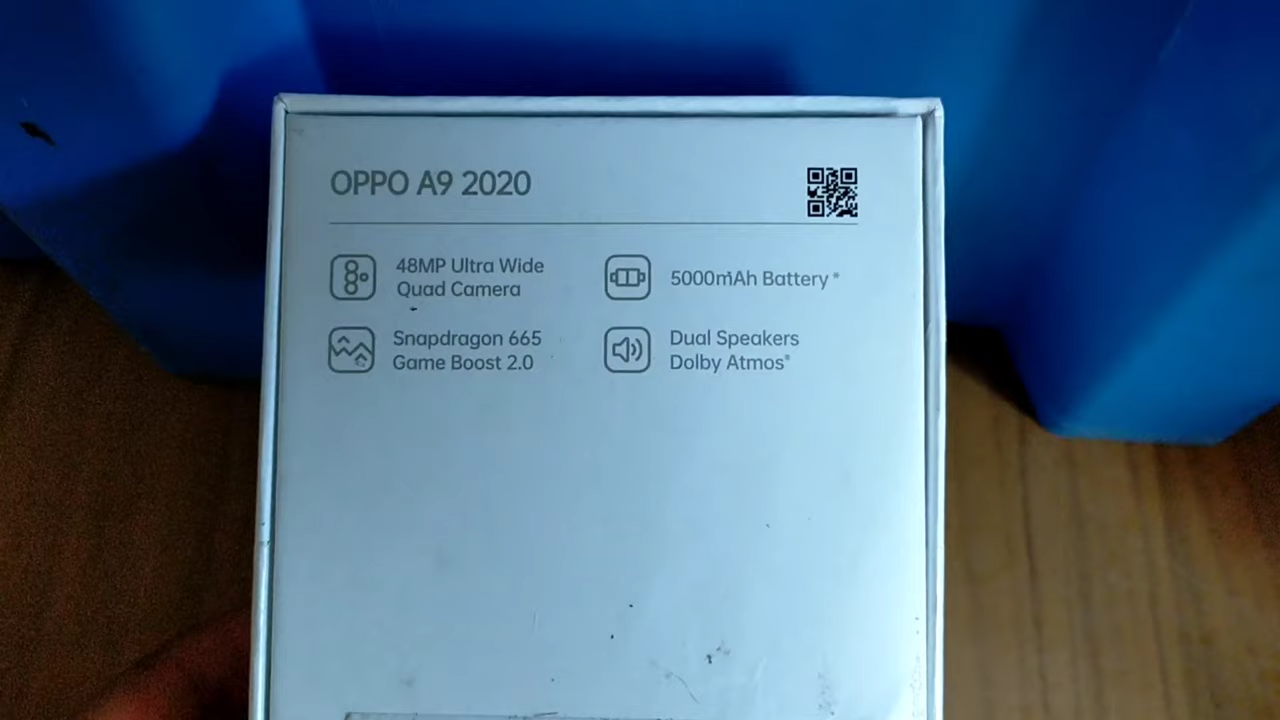 OPPO A9 2020
48MP Ultra Wide
Quad Camera
5000mAh Battery*
Snapdragon 665
Game Boost 2.0
Dual Speakers
Dolby Atmos®